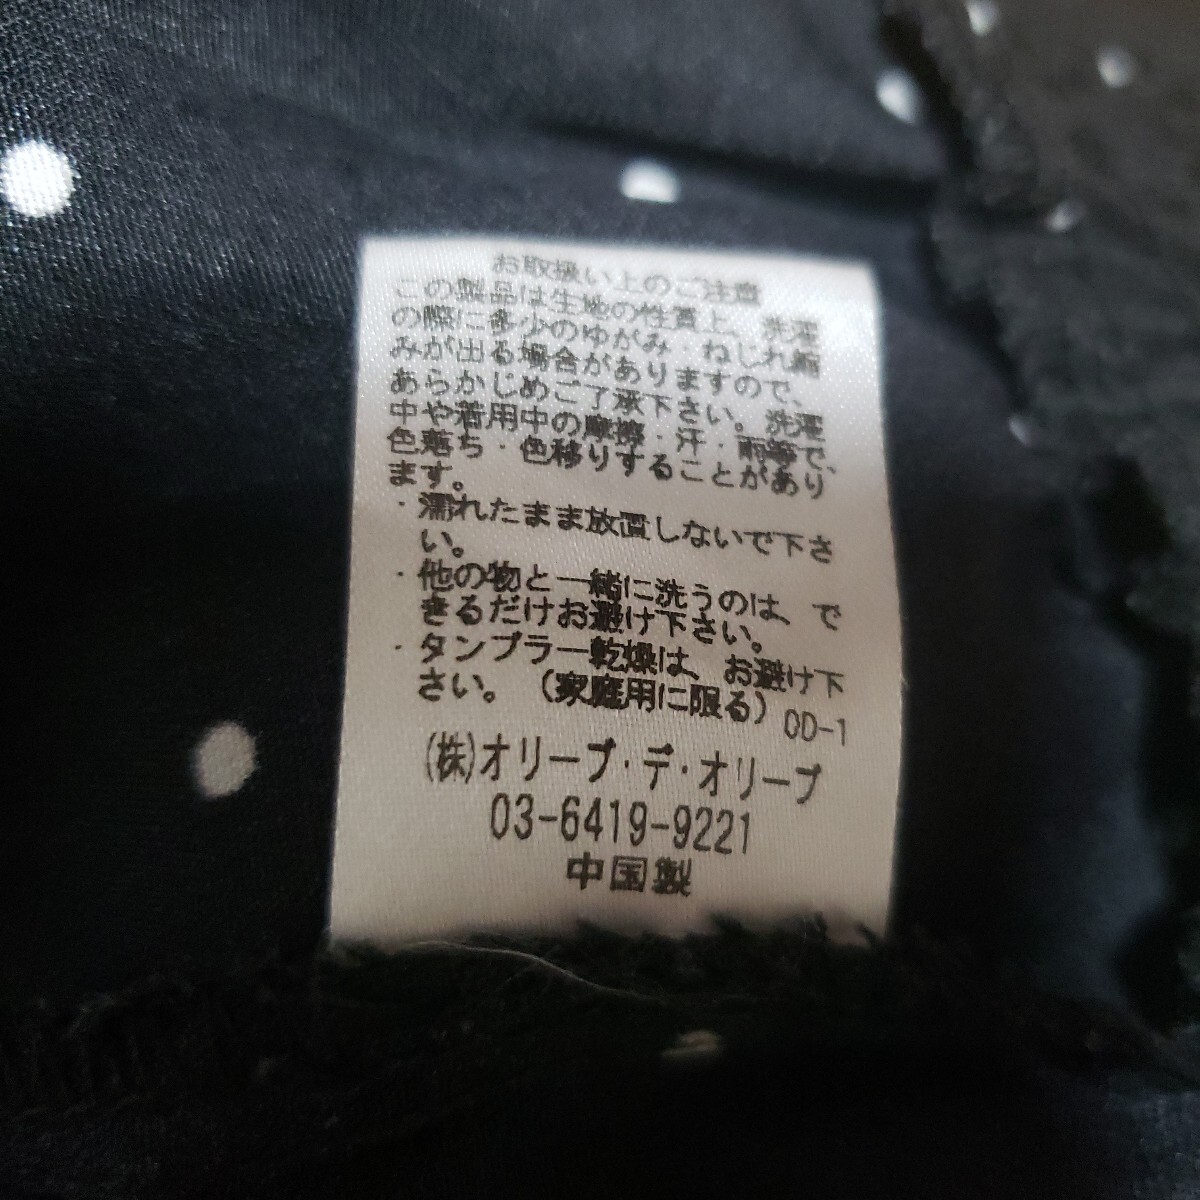 お取扱い上のご注意
この製品は生地の性質上、洗濯
の際に多少のゆがみ・ねじれ縮
みが出る場合がありますので、
あらかじめご了承下さい。洗濯
中や着用中の摩擦・汗・雨等で、
色落ち・色移りすることがあり
ます。
・濡れたまま放置しないで下さ
い。
・他の物と一緒に洗うのは、で
きるだけお避け下さい。
・タンブラー乾燥は、お避け下
さい。（家庭用に限る）OD-1
(株)オリーブ・デ・オリーブ
03-6419-9221
中国製